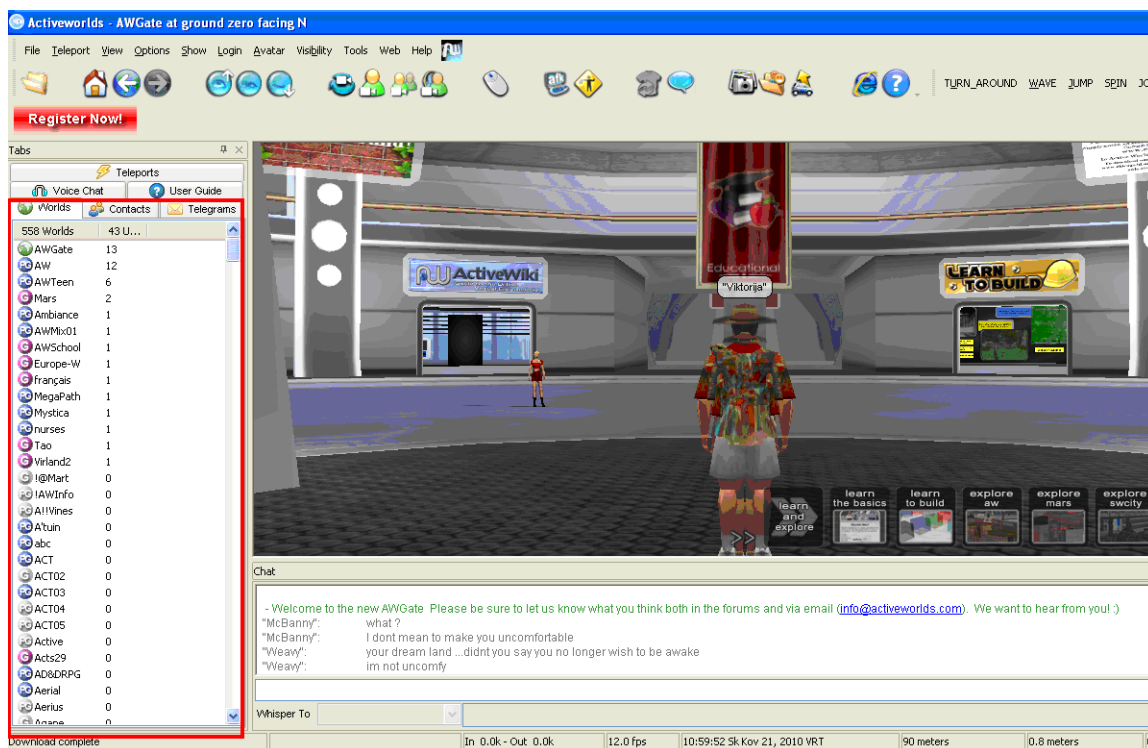 Activeworlds - AWGate at ground zero facing N
File Teleport View Options Show Login Avatar Visibility Tools Web Help
TURN_AROUND WAVE JUMP SPIN
Register Now!
Tabs
Teleports
Voice Chat User Guide
Worlds Contacts Telegrams
558 Worlds 43 U...
AWGate 13
AW 12
AWTeen 6
Mars 2
Ambiance 1
AWMix01 1
AWSchool 1
Europe-W 1
français 1
MegaPath 1
Mystica 1
nurses 1
Tao 1
Virland2 1
!@Mart 0
!AWInfo 0
A!!Vines 0
A'tuin 0
abc 0
ACT 0
ACT02 0
ACT03 0
ACT04 0
ACT05 0
Active 0
Acts29 0
AD&DRPG 0
Aerial 0
Aerius 0
Agape 0
Educational
ActiveWiki
LEARN TO BUILD
"Viktorija"
learn and explore
learn the basics
learn to build
explore aw
explore mars
explore swcity
Chat
- Welcome to the new AWGate Please be sure to let us know what you think both in the forums and via email (info@activeworlds.com). We want to hear from you! :)
"McBanny": what ?
"McBanny": I dont mean to make you uncomfortable
"Weavy": your dream land ...didnt you say you no longer wish to be awake
"Weavy": im not uncomfy
Whisper To
Download complete In 0.0k - Out 0.0k 12.0 fps 10:59:52 Sk Kov 21, 2010 VRT 90 meters 0.8 meters